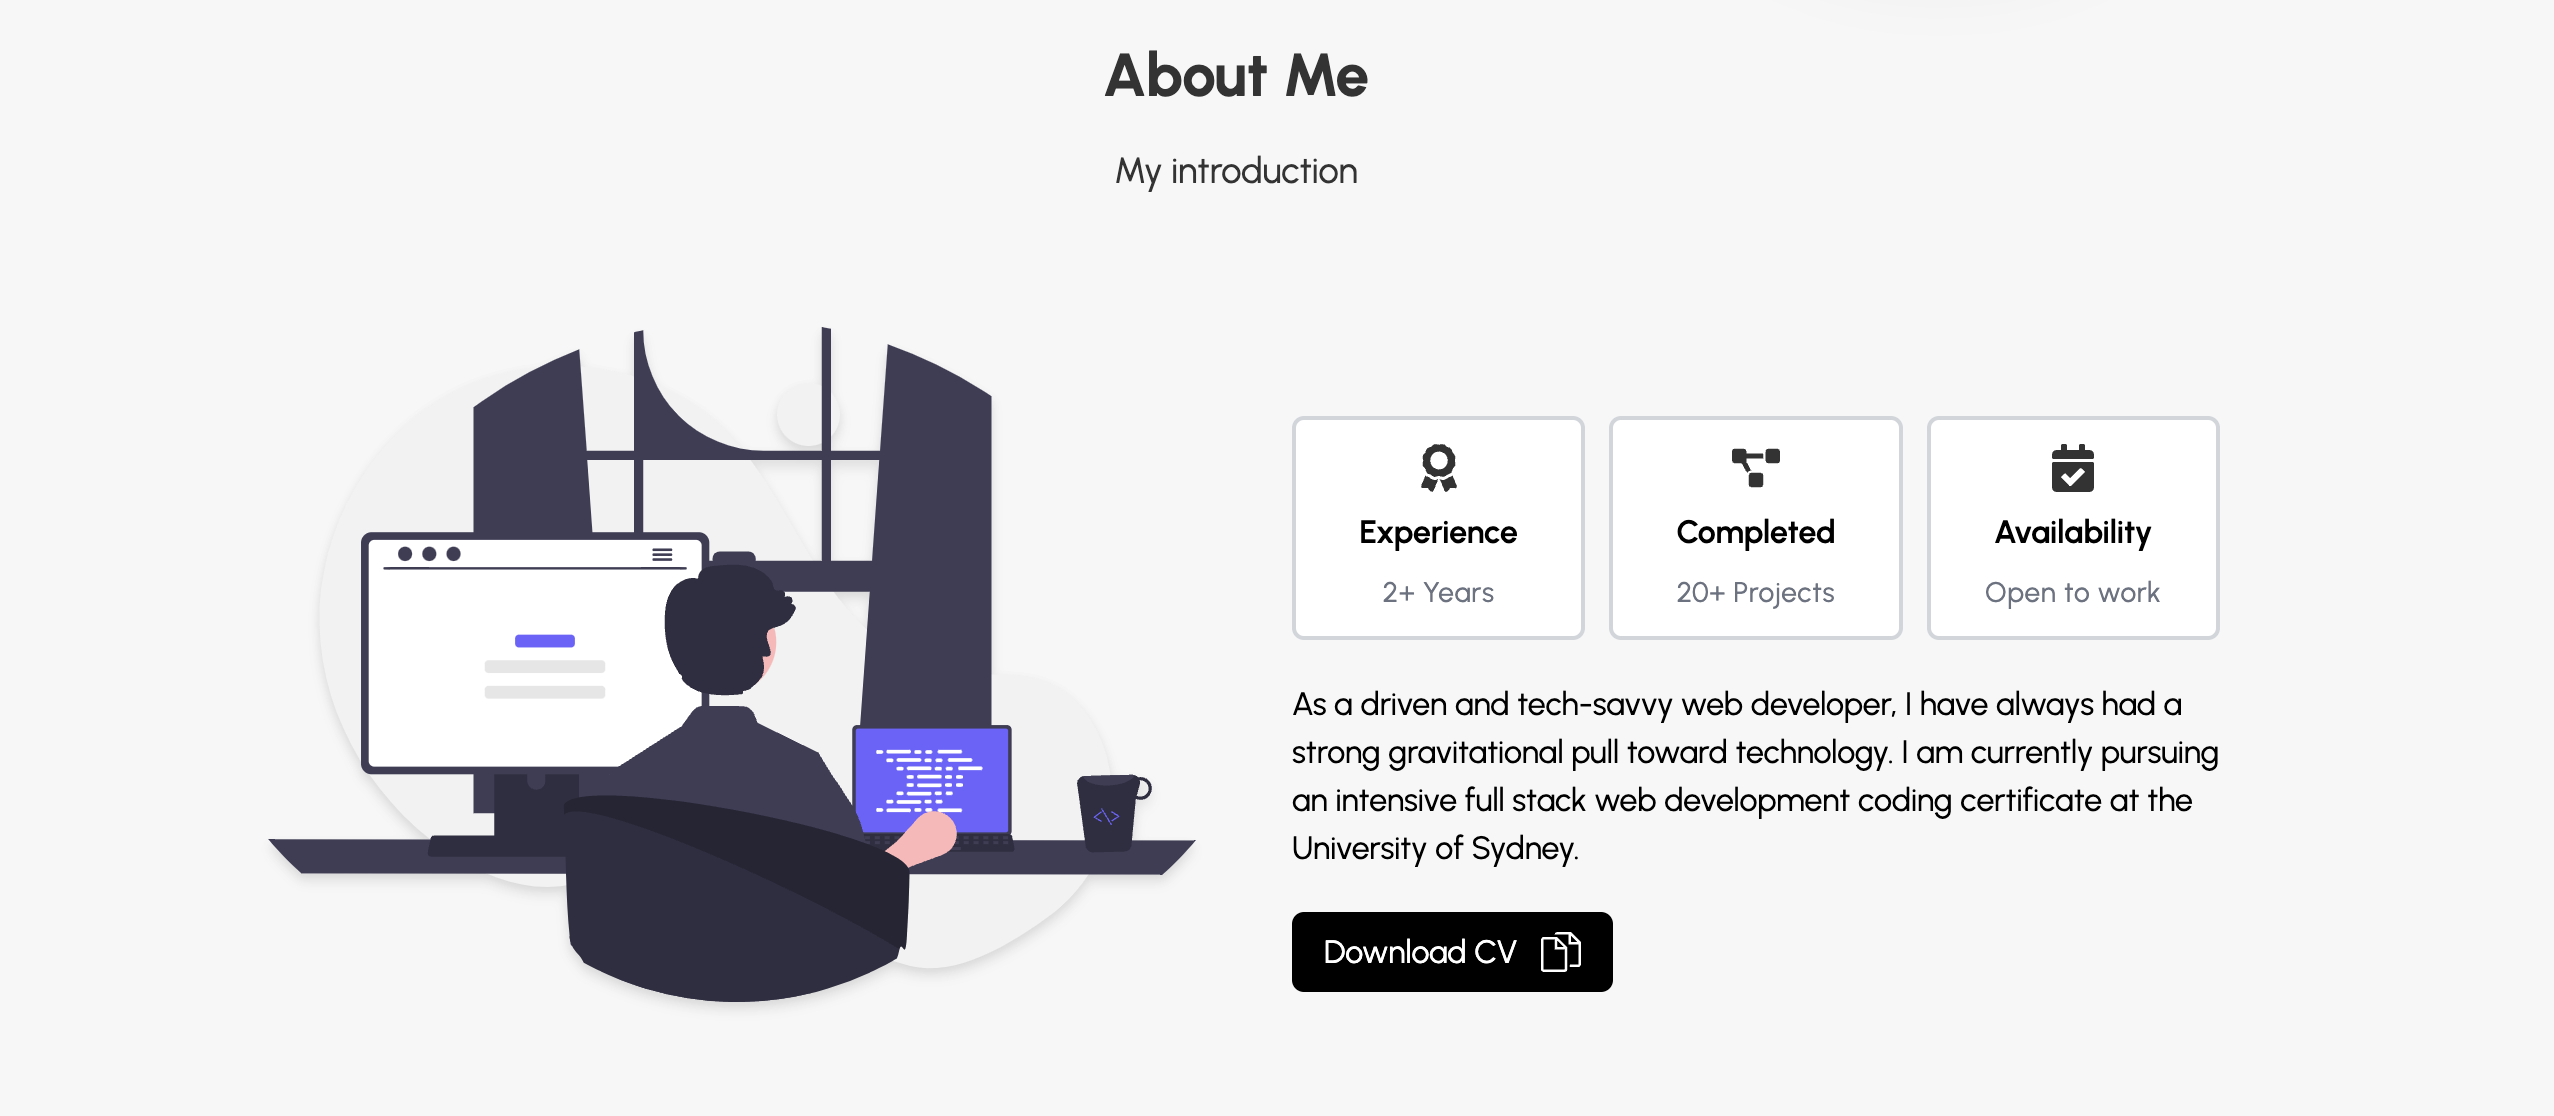 About Me
My introduction
Experience
2+ Years
Completed
20+ Projects
Availability
Open to work
As a driven and tech-savvy web developer, I have always had a
strong gravitational pull toward technology. I am currently pursuing
an intensive full stack web development coding certificate at the
University of Sydney.
Download CV
<\>